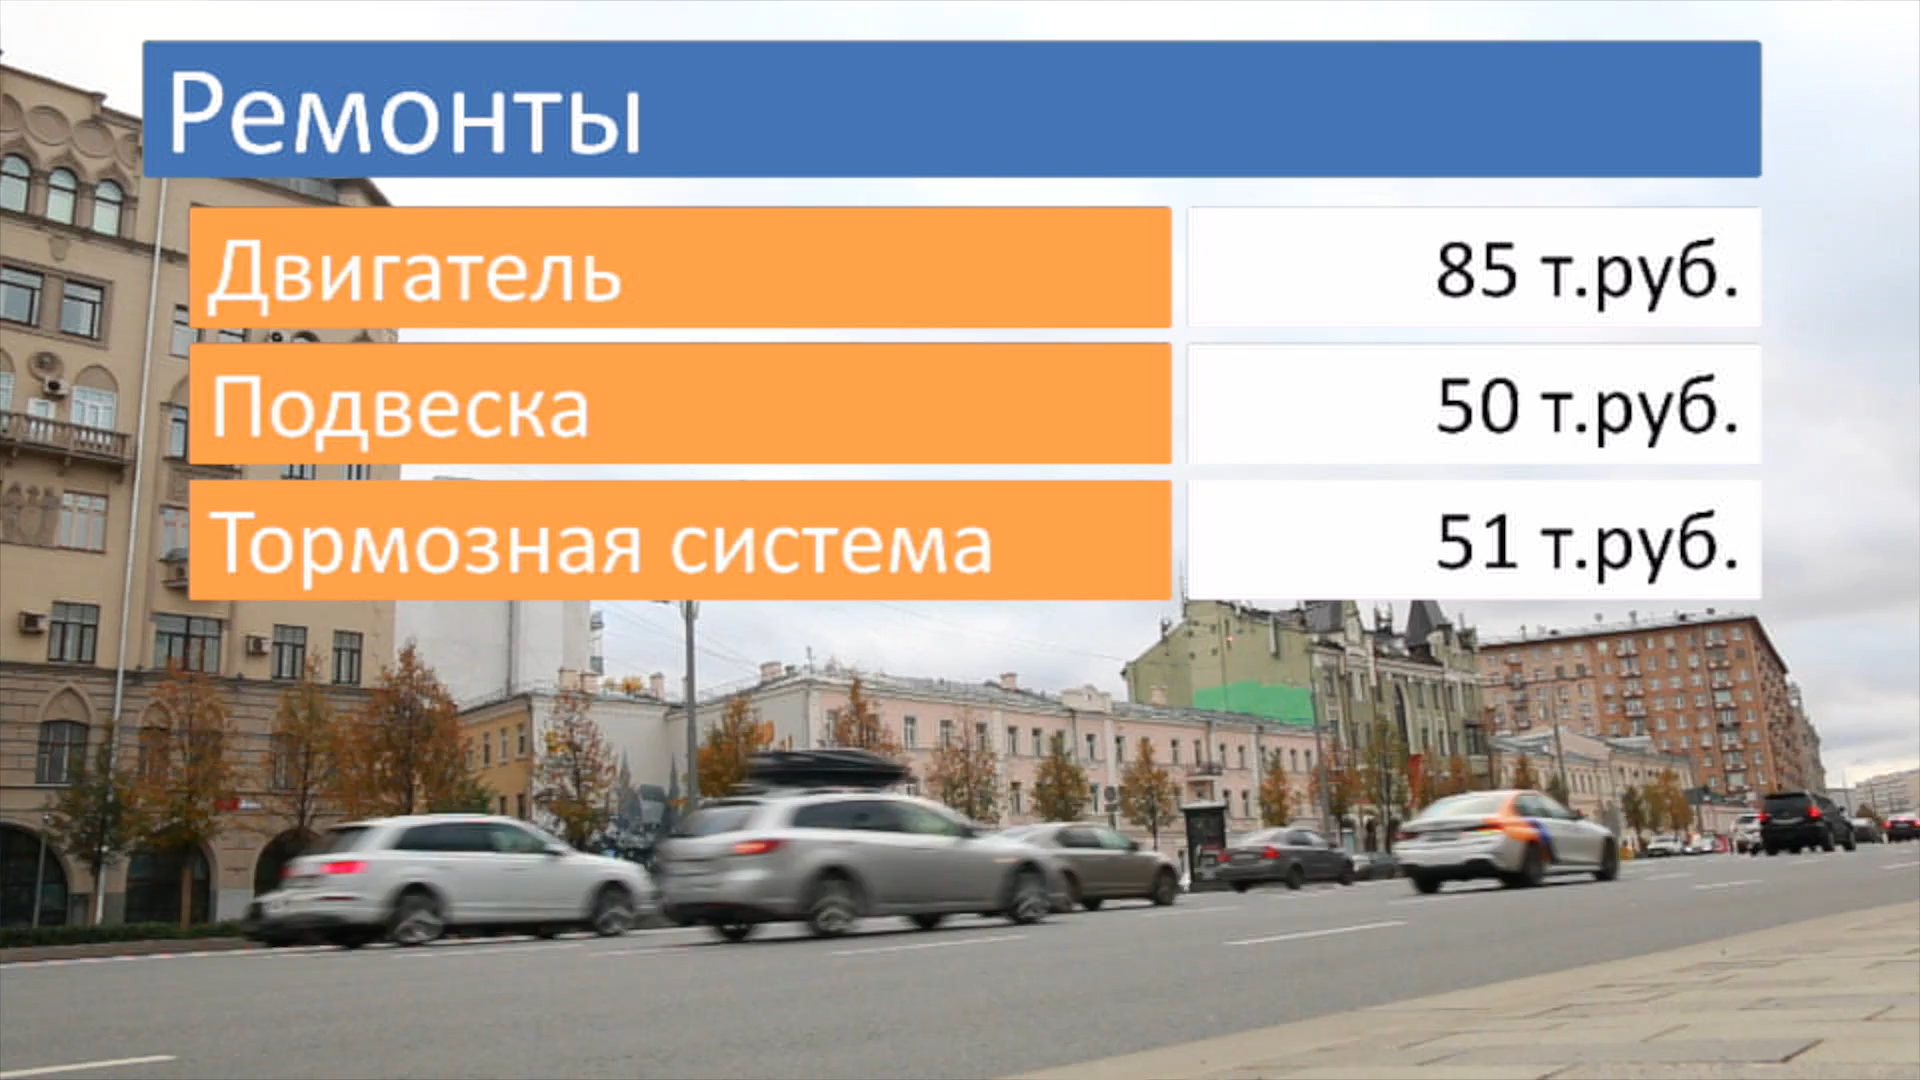 Ремонты
Двигатель 85 т.руб.
Подвеска 50 т.руб.
Тормозная система 51 т.руб.